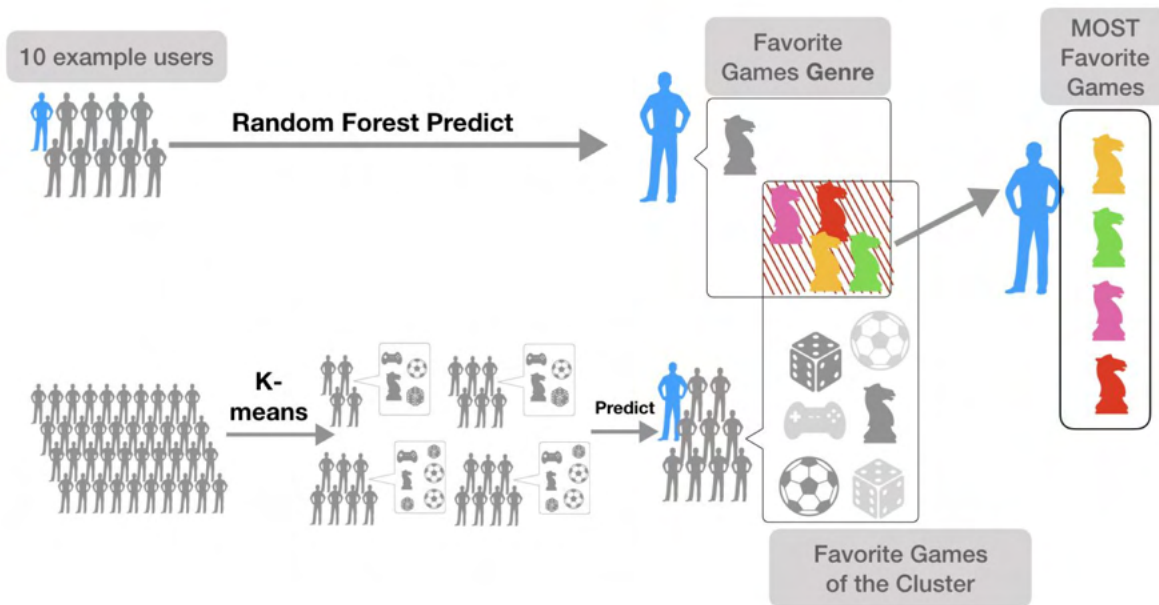 10 example users
Random Forest Predict
Favorite
Games Genre
MOST
Favorite
Games
K-
means
Predict
Favorite Games
of the Cluster